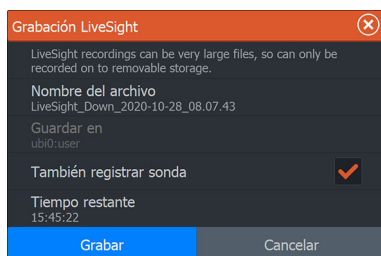 Grabación LiveSight
LiveSight recordings can be very large files, so can only be
recorded on to removable storage.
Nombre del archivo
LiveSight_Down_2020-10-28_08.07.43
Guardar en
ubi0:user
También registrar sonda
Tiempo restante
15:45:22
Grabar
Cancelar